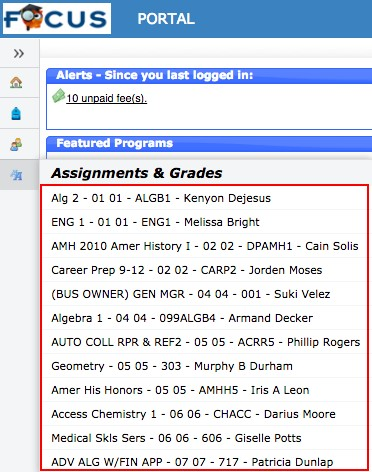 FOCUS
PORTAL
Alerts - Since you last logged in:
10 unpaid fee(s).
Featured Programs
Assignments & Grades
Alg 2 - 01 01 - ALGB1 - Kenyon Dejesus
ENG 1 - 01 01 - ENG1 - Melissa Bright
AMH 2010 Amer History I - 02 02 - DPAMH1 - Cain Solis
Career Prep 9-12 - 02 02 - CARP2 - Jorden Moses
(BUS OWNER) GEN MGR - 04 04 - 001 - Suki Velez
Algebra 1 - 04 04 - 099ALGB4 - Armand Decker
AUTO COLL RPR & REF2 - 05 05 - ACRR5 - Phillip Rogers
Geometry - 05 05 - 303 - Murphy B Durham
Amer His Honors - 05 05 - AMHH5 - Iris A Leon
Access Chemistry 1 - 06 06 - CHACC - Darius Moore
Medical Skls Sers - 06 06 - 606 - Giselle Potts
ADV ALG W/FIN APP - 07 07 - 717 - Patricia Dunlap